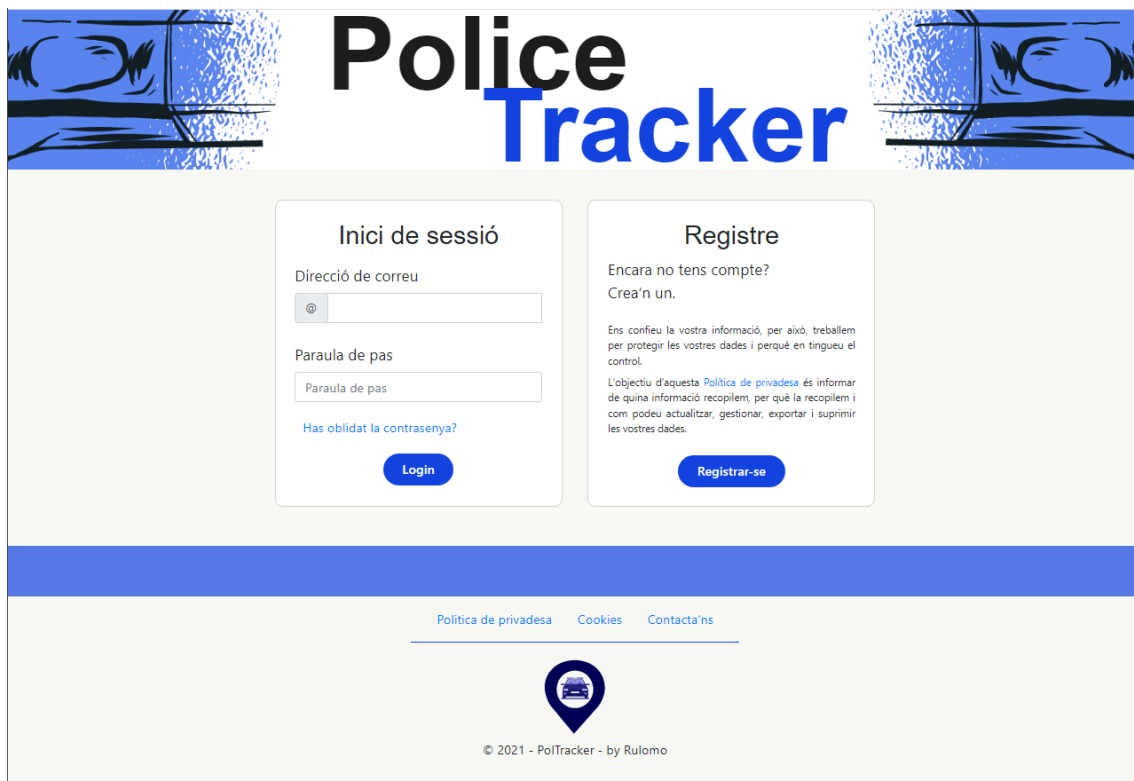 Police
Tracker
Inici de sessió
Direcció de correu
@
Paraula de pas
Paraula de pas
Has oblidat la contrasenya?
Login
Registre
Encara no tens compte?
Crea'n un.
Ens confieu la vostra informació, per això, treballem
per protegir les vostres dades i perquè en tingueu el
control.
L'objectiu d'aquesta Política de privadesa és informar
de quina informació recopilem, per què la recopilem i
com podeu actualitzar, gestionar, exportar i suprimir
les vostres dades.
Registrar-se
Politica de privadesa Cookies Contacta'ns
© 2021 - PolTracker - by Rulomo